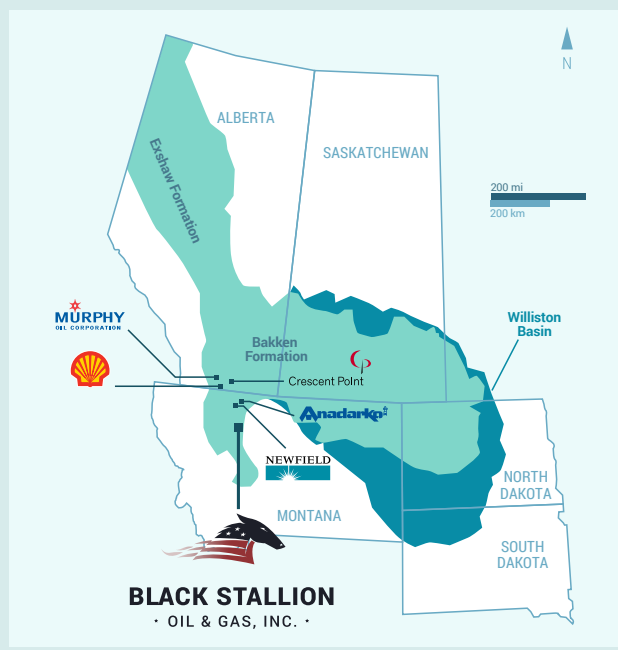 N
ALBERTA
SASKATCHEWAN
Exshaw Formation
200 mi
200 km
MURPHY
OIL CORPORATION
Williston
Basin
Bakken
Formation
Crescent Point
Anadarko
NEWFIELD
NORTH
DAKOTA
MONTANA
SOUTH
DAKOTA
BLACK STALLION
· OIL & GAS, INC. ·